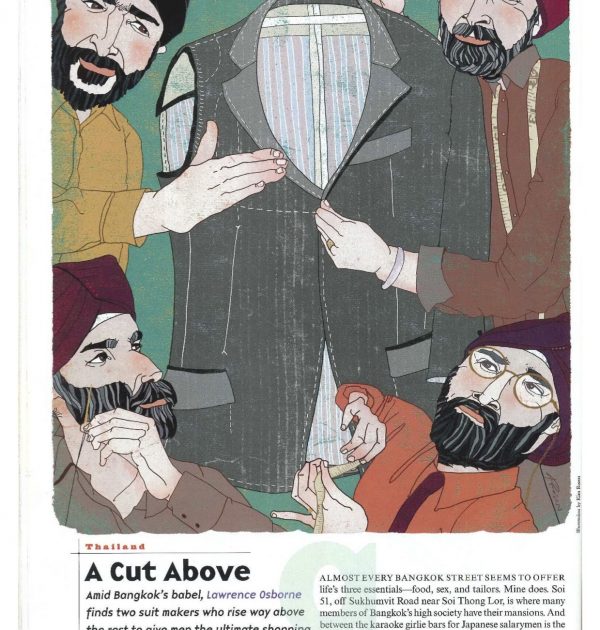 Illustration by Kim Rosen
Thailand
A Cut Above
Amid Bangkok's babel, Lawrence Osborne
finds two suit makers who rise way above
the rest to give men the ultimate shopping
ALMOST EVERY BANGKOK STREET SEEMS TO OFFER
life's three essentials—food, sex, and tailors. Mine does. Soi
51, off Sukhumvit Road near Soi Thong Lor, is where many
members of Bangkok's high society have their mansions. And
between the karaoke girlie bars for Japanese salarymen is the